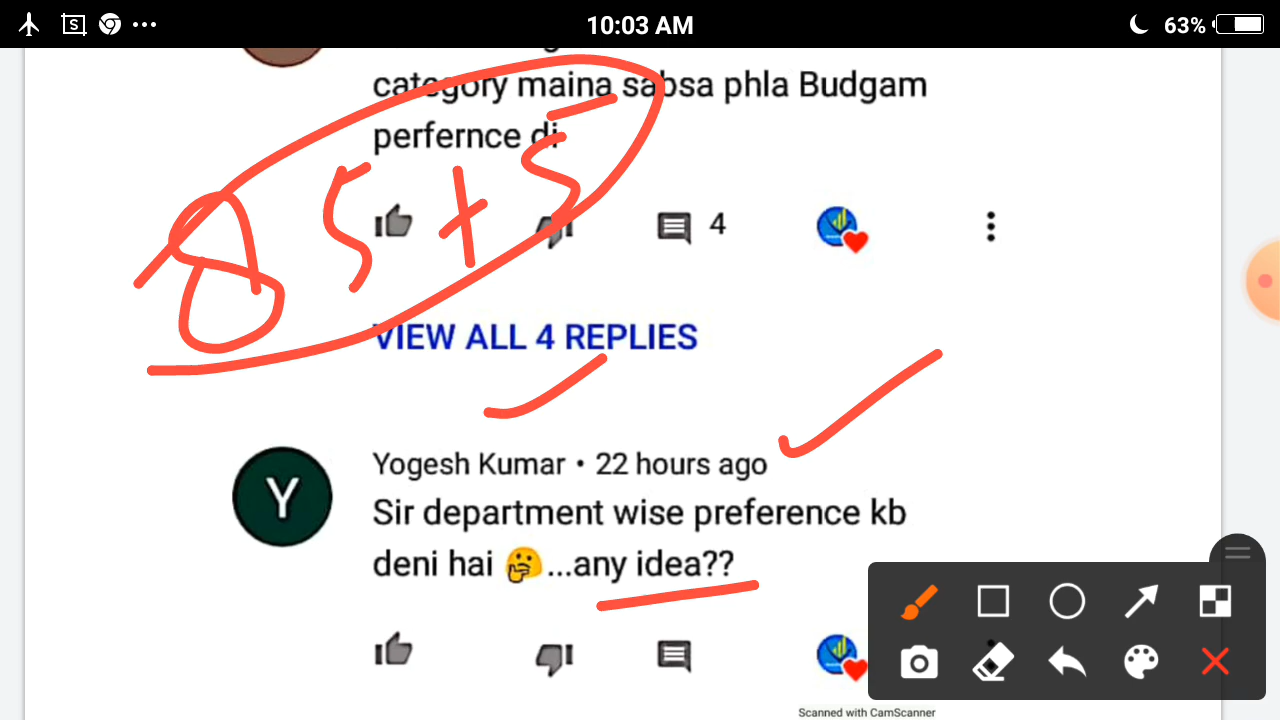 10:03 AM
63%
category maina sabsa phla Budgam
perfernce di
85+5
4
VIEW ALL 4 REPLIES
Y
Yogesh Kumar • 22 hours ago
Sir department wise preference kb
deni hai 🤔...any idea??
Scanned with CamScanner